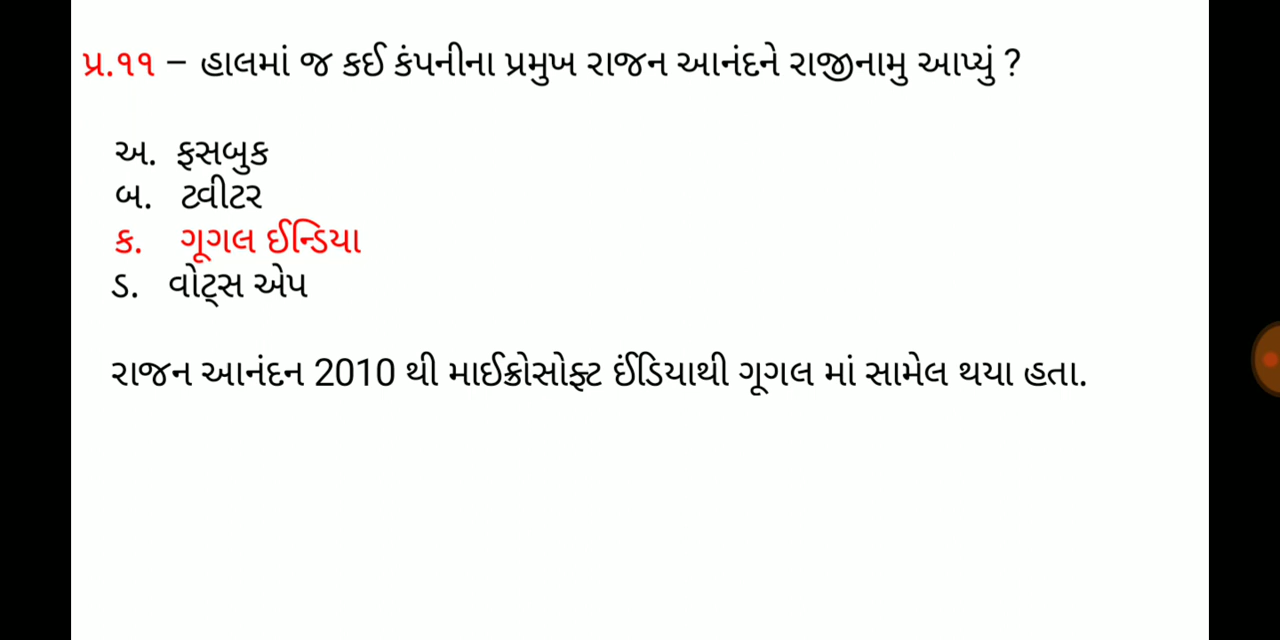 પ્ર.૧૧ – હાલમાં જ કઈ કંપનીના પ્રમુખ રાજન આનંદને રાજીનામુ આપ્યું ?
અ. ફસબુક
બ. ટ્વીટર
ક. ગૂગલ ઈન્ડિયા
ડ. વોટ્સ એપ
રાજન આનંદન 2010 થી માઈક્રોસોફ્ટ ઈંડિયાથી ગૂગલ માં સામેલ થયા હતા.